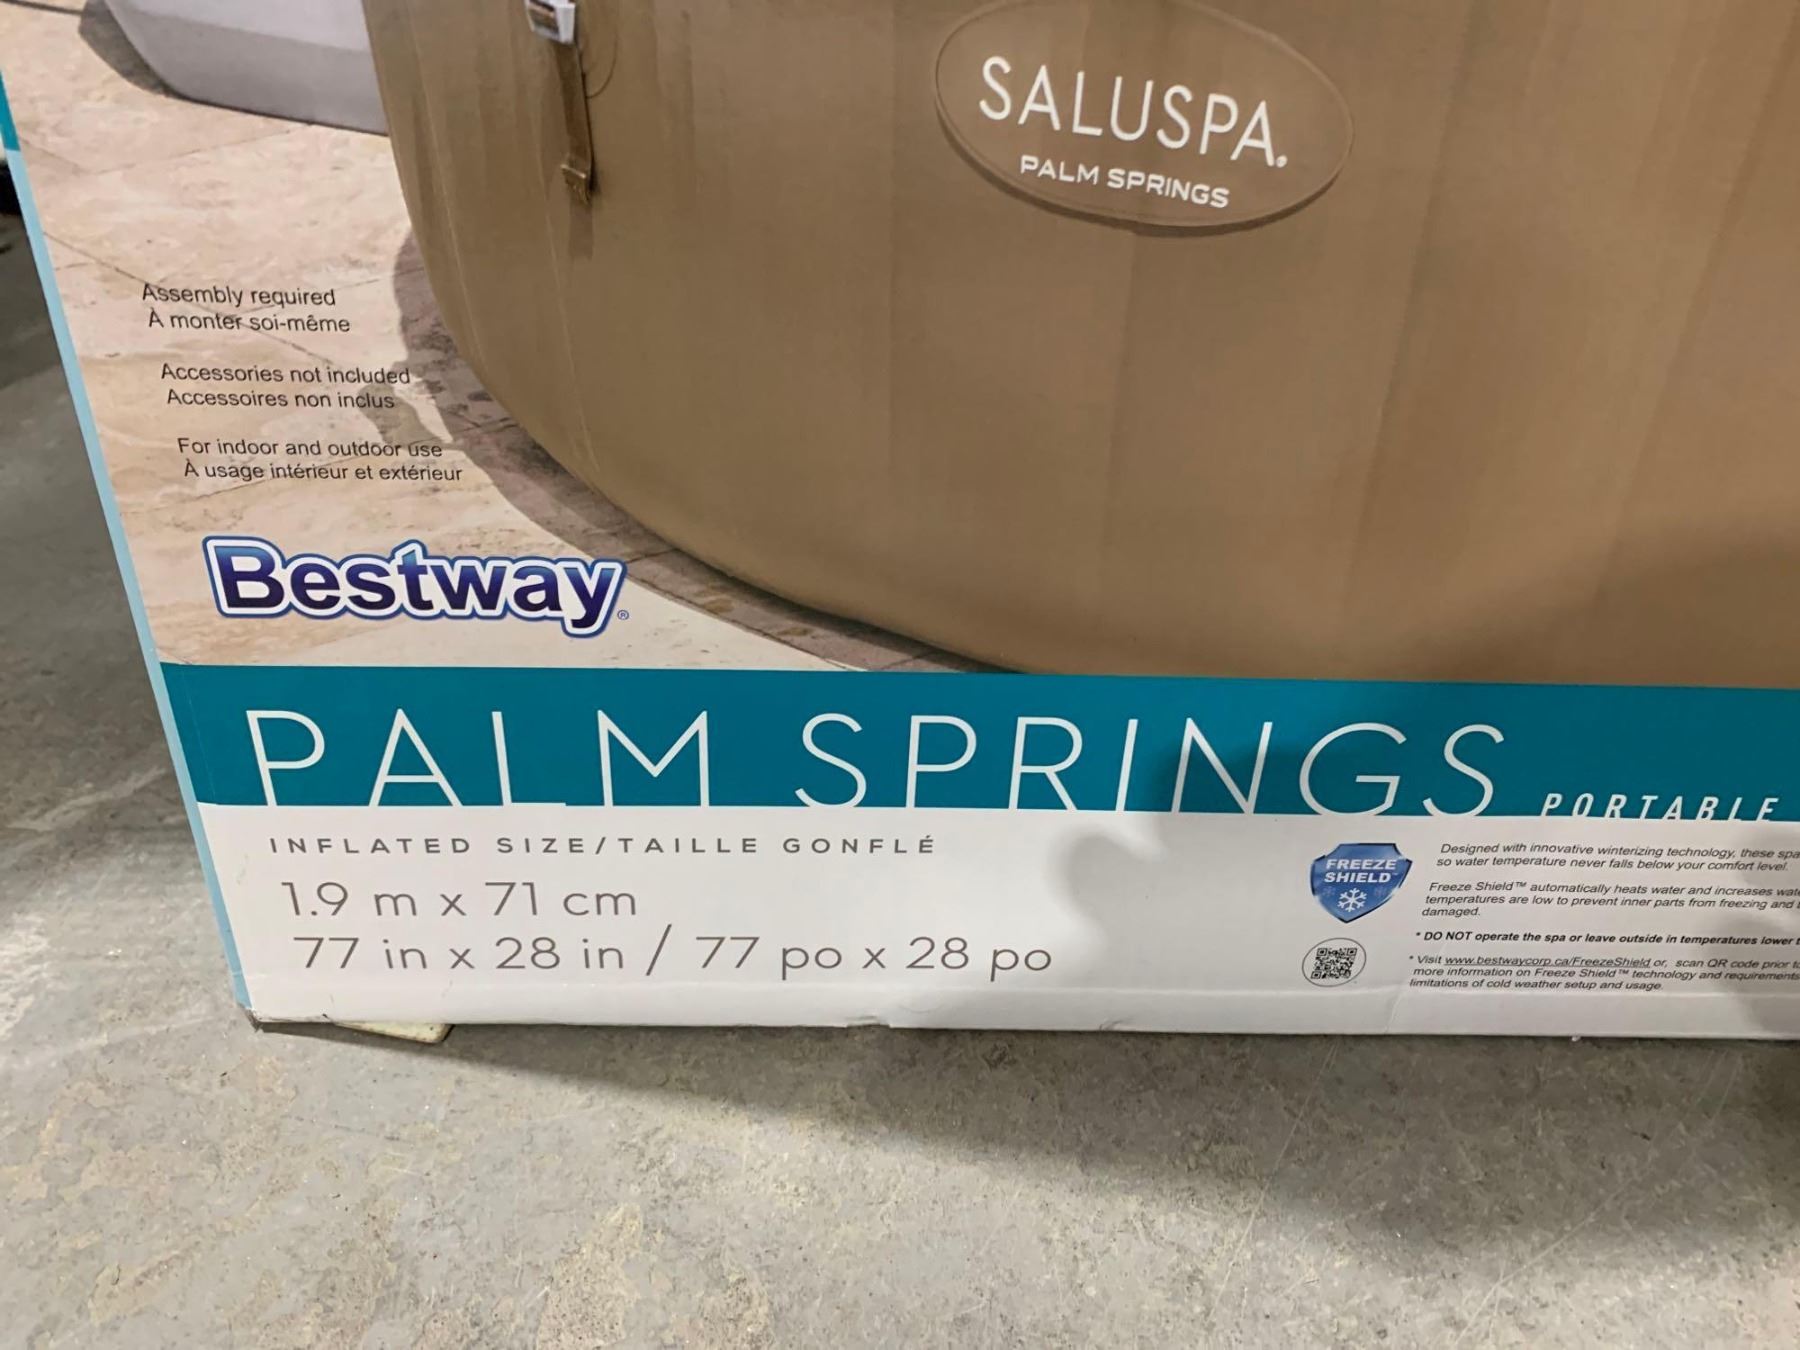 SALUSPA®
PALM SPRINGS
Assembly required
À monter soi-même
Accessories not included
Accessoires non inclus
For indoor and outdoor use
À usage intérieur et extérieur
Bestway®
PALM SPRINGS PORTABLE
INFLATED SIZE/TAILLE GONFLÉ
1.9 m x 71 cm
77 in x 28 in / 77 po x 28 po
FREEZE
SHIELD™
Designed with innovative winterizing technology, these spa
so water temperature never falls below your comfort level.
Freeze Shield™ automatically heats water and increases
temperatures are low to prevent inner parts from freezing and
damaged.
* DO NOT operate the spa or leave outside in temperatures lower
* Visit www.bestwaycorp.ca/FreezeShield or, scan QR code prior
more information on Freeze Shield™ technology and requirements
limitations of cold weather setup and usage.